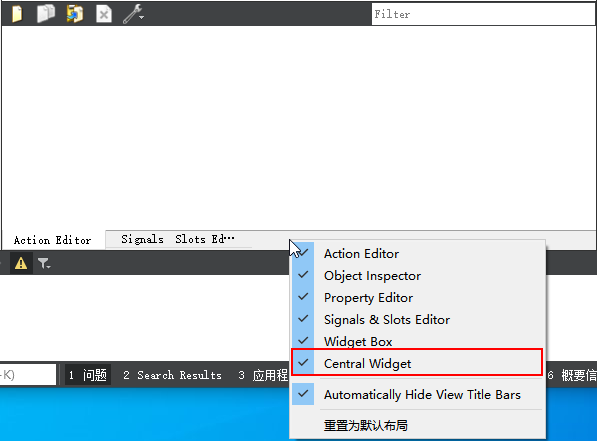 Filter
Action Editor
Signals Slots Ed…
Action Editor
Object Inspector
Property Editor
Signals & Slots Editor
Widget Box
Central Widget
Automatically Hide View Title Bars
重置为默认布局
K)
1 问题
2 Search Results
3 应用程
6 概要信